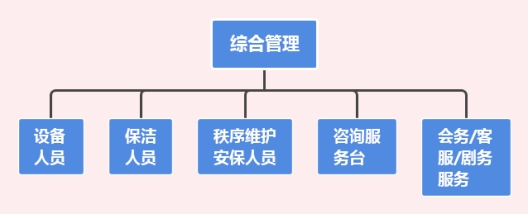 综合管理
设备
人员
保洁
人员
秩序维护
安保人员
咨询服
务台
会务/客
服/剧务
服务